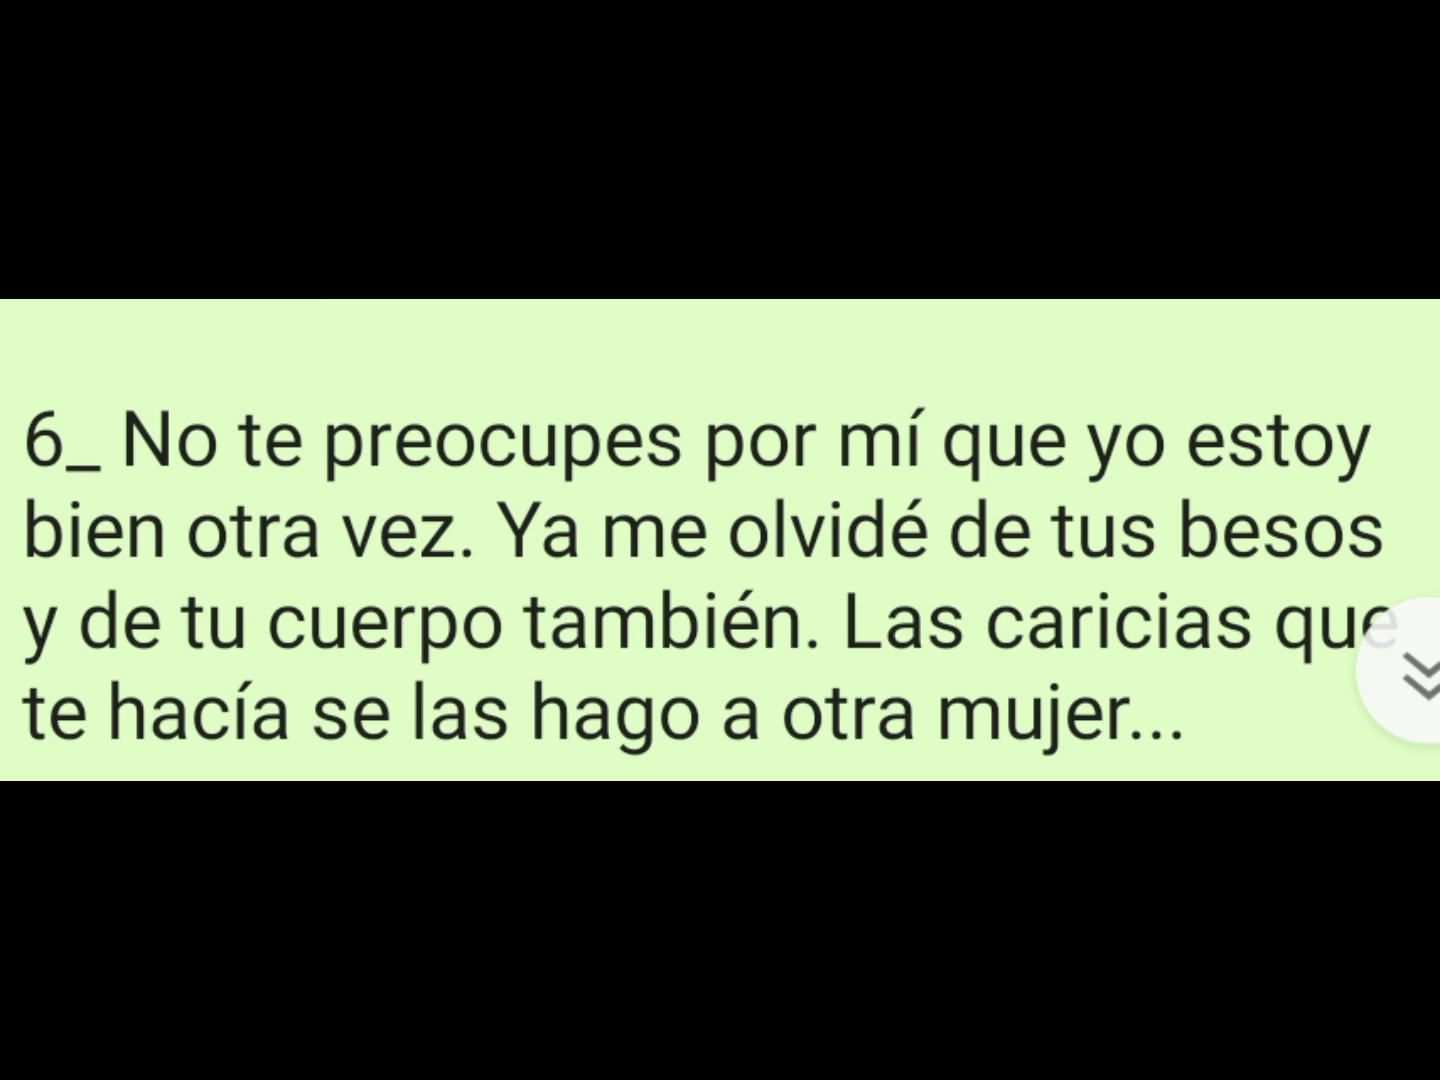 6_ No te preocupes por mí que yo estoy
bien otra vez. Ya me olvidé de tus besos
y de tu cuerpo también. Las caricias que
te hacía se las hago a otra mujer...